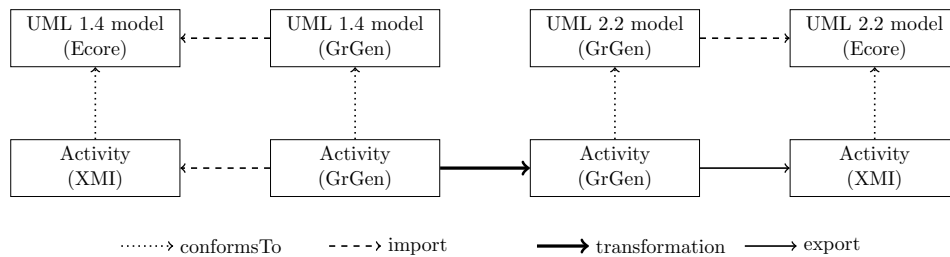 UML 1.4 model
(Ecore)
UML 1.4 model
(GrGen)
UML 2.2 model
(GrGen)
UML 2.2 model
(Ecore)
Activity
(XMI)
Activity
(GrGen)
Activity
(GrGen)
Activity
(XMI)
conformsTo
import
transformation
export